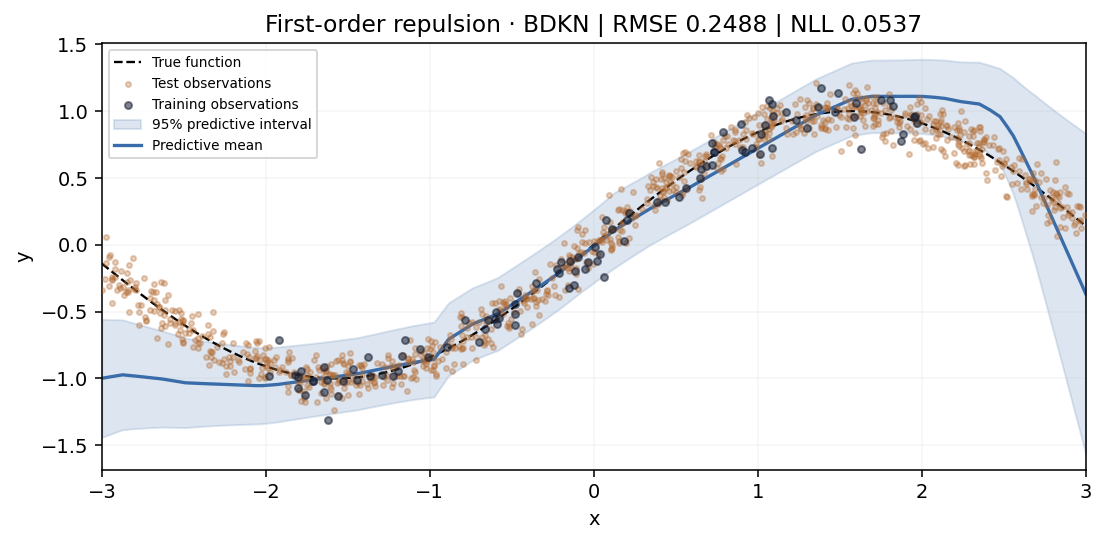 First-order repulsion · BDKN | RMSE 0.2488 | NLL 0.0537
True function
Test observations
Training observations
95% predictive interval
Predictive mean
y
1.5
1.0
0.5
0.0
−0.5
−1.0
−1.5
−3 −2 −1 0 1 2 3
x